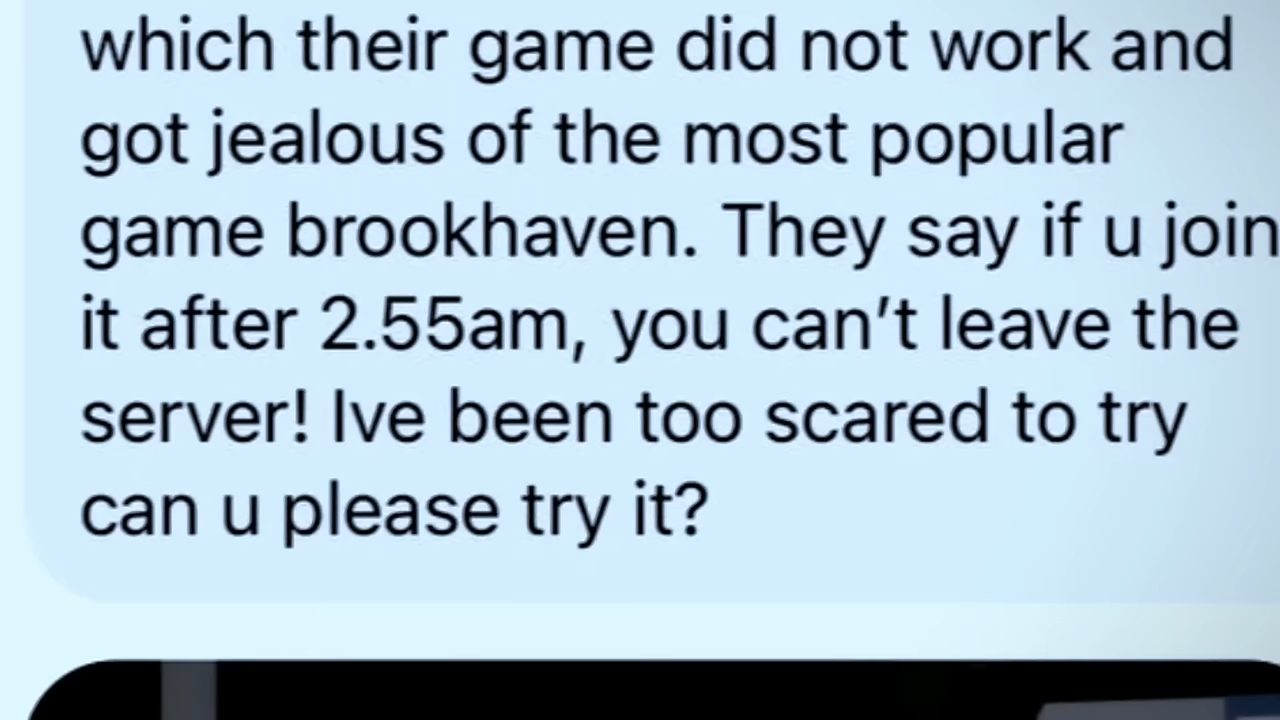 which their game did not work and
got jealous of the most popular
game brookhaven. They say if u join
it after 2.55am, you can’t leave the
server! Ive been too scared to try
can u please try it?